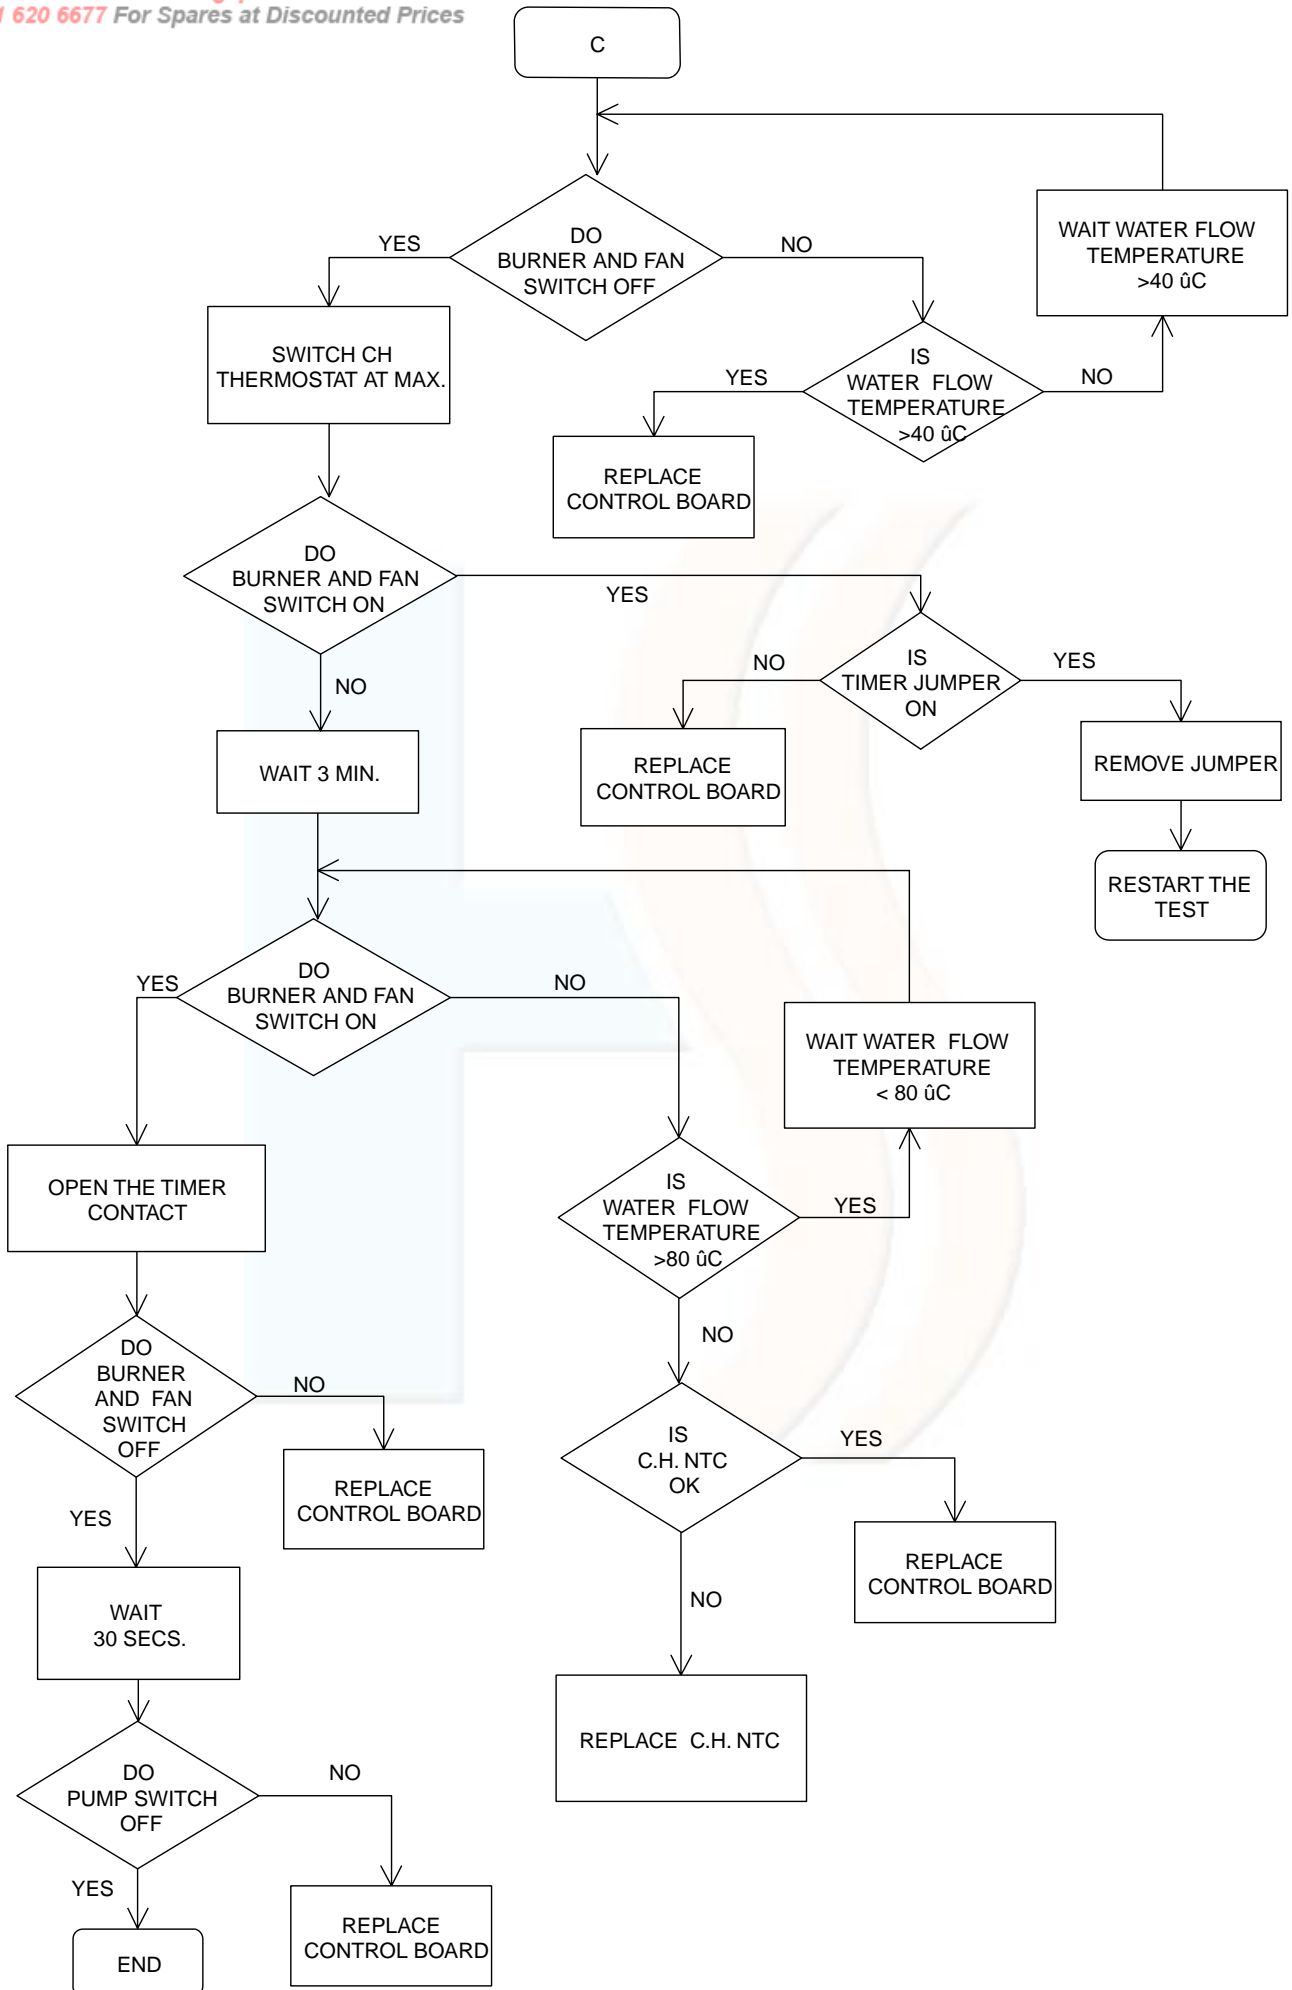 1 620 6677 For Spares at Discounted Prices
C
DO
BURNER AND FAN
SWITCH OFF
YES
NO
WAIT WATER FLOW
TEMPERATURE
>40 ûC
SWITCH CH
THERMOSTAT AT MAX.
IS
WATER FLOW
TEMPERATURE
>40 ûC
YES
NO
REPLACE
CONTROL BOARD
DO
BURNER AND FAN
SWITCH ON
YES
NO
IS
TIMER JUMPER
ON
NO
YES
WAIT 3 MIN.
REPLACE
CONTROL BOARD
REMOVE JUMPER
RESTART THE
TEST
DO
BURNER AND FAN
SWITCH ON
YES
NO
WAIT WATER FLOW
TEMPERATURE
< 80 ûC
OPEN THE TIMER
CONTACT
IS
WATER FLOW
TEMPERATURE
>80 ûC
YES
NO
DO
BURNER
AND FAN
SWITCH
OFF
NO
YES
REPLACE
CONTROL BOARD
IS
C.H. NTC
OK
YES
NO
REPLACE
CONTROL BOARD
WAIT
30 SECS.
REPLACE C.H. NTC
DO
PUMP SWITCH
OFF
NO
YES
REPLACE
CONTROL BOARD
END